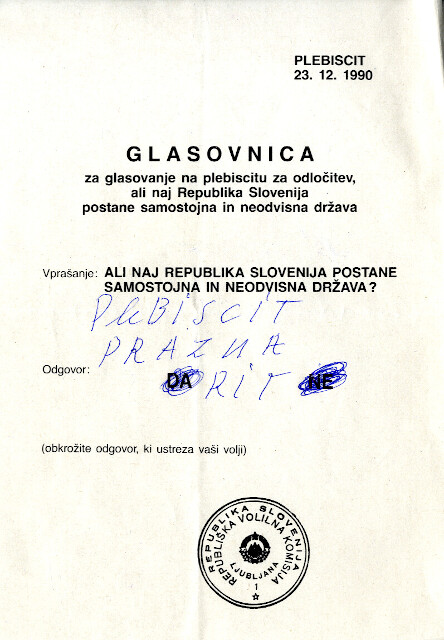 PLEBISCIT
23. 12. 1990
GLASOVNICA
za glasovanje na plebiscitu za odločitev,
ali naj Republika Slovenija
postane samostojna in neodvisna država
Vprašanje: ALI NAJ REPUBLIKA SLOVENIJA POSTANE
SAMOSTOJNA IN NEODVISNA DRŽAVA?
PleBISCIT
PRAZNA
Odgovor:
DA RIT NE
(obkrožite odgovor, ki ustreza vaši volji)
REPUBLIKA SLOVENIJA
REPUBLIŠKA VOLILNA KOMISIJA
LJUBLJANA
1